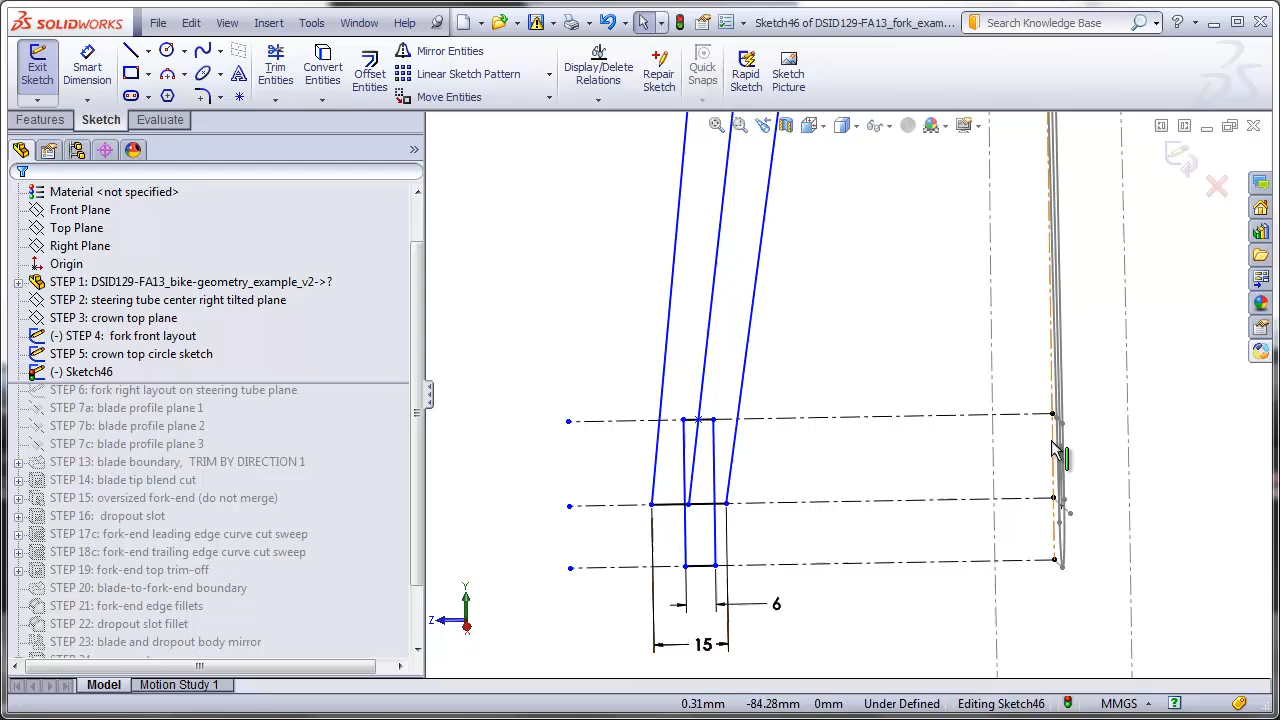 SOLIDWORKS File Edit View Insert Tools Window Help Sketch46 of DSID129-FA13_fork_exam... Search Knowledge Base
Exit Sketch
Smart Dimension
Trim Entities
Convert Entities
Offset Entities
Mirror Entities
Linear Sketch Pattern
Move Entities
Display/Delete Relations
Repair Sketch
Quick Snaps
Rapid Sketch
Sketch Picture
Features Sketch Evaluate
Material <not specified>
Front Plane
Top Plane
Right Plane
Origin
STEP 1: DSID129-FA13_bike-geometry_example_v2->?
STEP 2: steering tube center right tilted plane
STEP 3: crown top plane
(-) STEP 4: fork front layout
STEP 5: crown top circle sketch
(-) Sketch46
STEP 6: fork right layout on steering tube plane
STEP 7a: blade profile plane 1
STEP 7b: blade profile plane 2
STEP 7c: blade profile plane 3
STEP 13: blade boundary, TRIM BY DIRECTION 1
STEP 14: blade tip blend cut
STEP 15: oversized fork-end (do not merge)
STEP 16: dropout slot
STEP 17c: fork-end leading edge curve cut sweep
STEP 18c: fork-end trailing edge curve cut sweep
STEP 19: fork-end top trim-off
STEP 20: blade-to-fork-end boundary
STEP 21: fork-end edge fillets
STEP 22: dropout slot fillet
STEP 23: blade and dropout body mirror
6
15
Y
Z
X
Model Motion Study 1
0.31mm -84.28mm 0mm Under Defined Editing Sketch46 MMGS